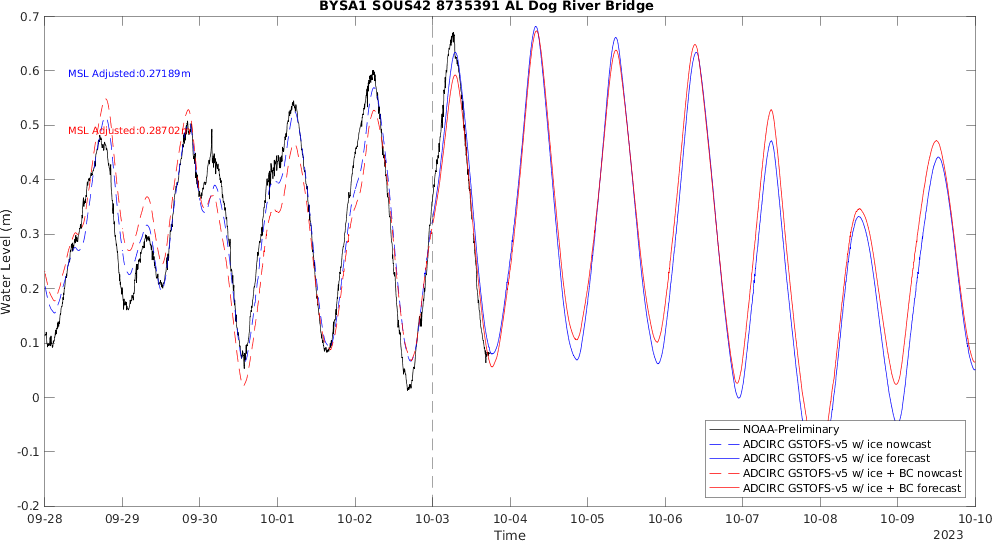 BYSA1 SOUS42 8735391 AL Dog River Bridge
0.7
0.6
0.5
0.4
0.3
0.2
0.1
0
-0.1
-0.2
Water Level (m)
MSL Adjusted:0.27189m
MSL Adjusted:0.28702m
NOAA-Preliminary
ADCIRC GSTOFS-v5 w/ ice nowcast
ADCIRC GSTOFS-v5 w/ ice forecast
ADCIRC GSTOFS-v5 w/ ice + BC nowcast
ADCIRC GSTOFS-v5 w/ ice + BC forecast
09-28 09-29 09-30 10-01 10-02 10-03 10-04 10-05 10-06 10-07 10-08 10-09 10-10
Time
2023